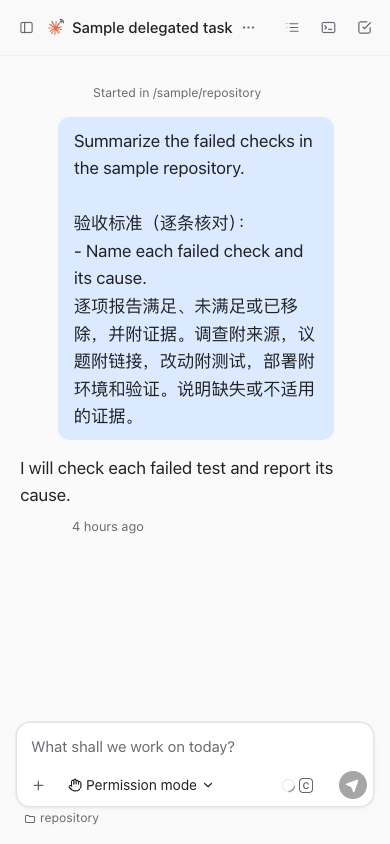 Sample delegated task
Started in /sample/repository
Summarize the failed checks in
the sample repository.
验收标准（逐条核对）：
- Name each failed check and
its cause.
逐项报告满足、未满足或已移
除，并附证据。调查附来源，议
题附链接，改动附测试，部署附
环境和验证。说明缺失或不适用
的证据。
I will check each failed test and report its
cause.
4 hours ago
What shall we work on today?
Permission mode
C
repository